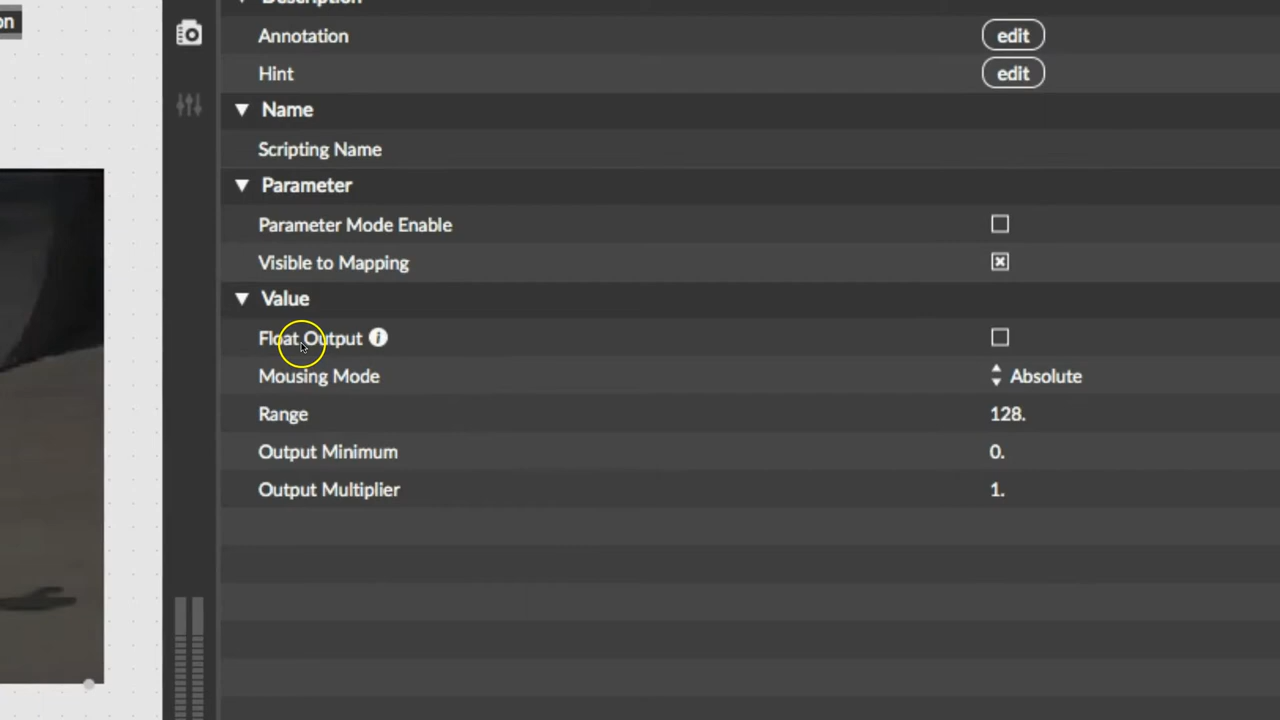 on
Description
Annotation edit
Hint edit
Name
Scripting Name
Parameter
Parameter Mode Enable
Visible to Mapping
Value
Float Output i
Mousing Mode Absolute
Range 128.
Output Minimum 0.
Output Multiplier 1.